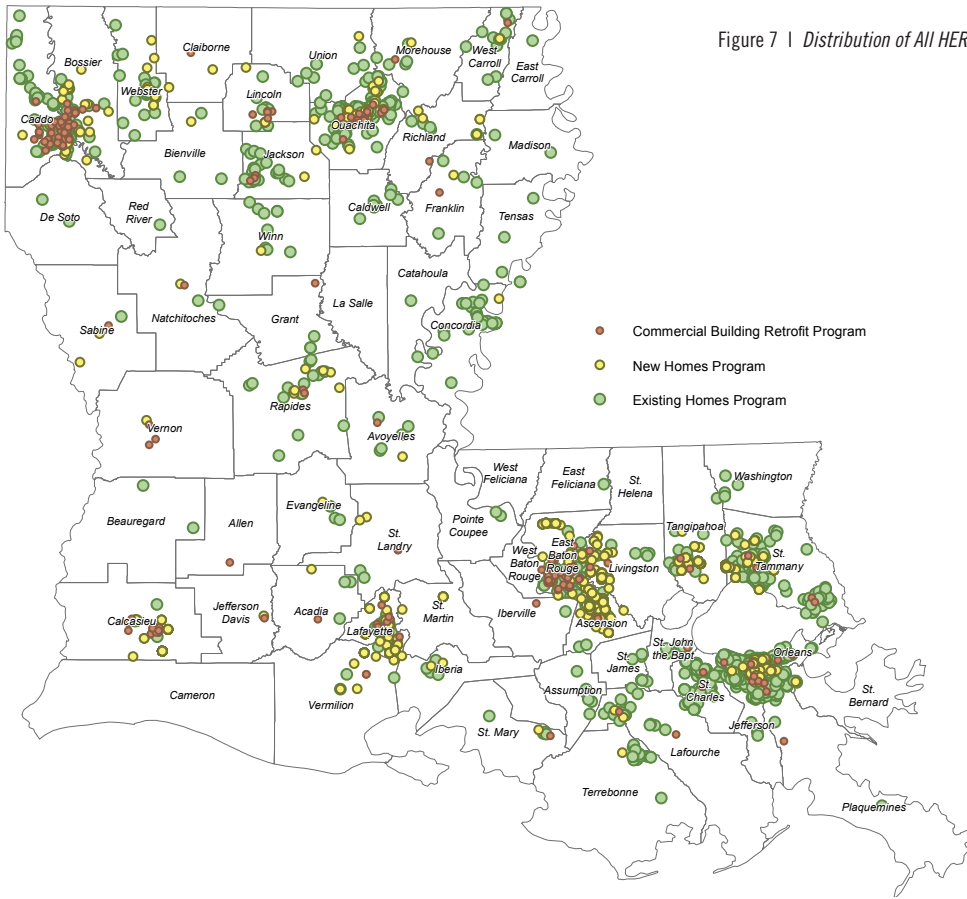 Figure 7 | Distribution of All HER
Claiborne
Union
Morehouse
West
Carroll
East
Carroll
Bossier
Webster
Lincoln
Caddo
Ouachita
Richland
Madison
Bienville
Jackson
De Soto
Red
River
Caldwell
Franklin
Tensas
Winn
Catahoula
La Salle
Natchitoches
Grant
Sabine
Concordia
Commercial Building Retrofit Program
New Homes Program
Existing Homes Program
Rapides
Vernon
Avoyelles
West
Feliciana
East
Feliciana
St.
Helena
Washington
Beauregard
Allen
Evangeline
St.
Landry
Pointe
Coupee
Tangipahoa
West
Baton
Rouge
East
Baton
Rouge
Livingston
St.
Tammany
Calcasieu
Jefferson
Davis
Acadia
Lafayette
St.
Martin
Iberville
Ascension
St. John
the Bapt
Orleans
St.
James
St.
Charles
Cameron
Vermilion
Iberia
Assumption
St.
Bernard
St. Mary
Jefferson
Lafourche
Terrebonne
Plaquemines